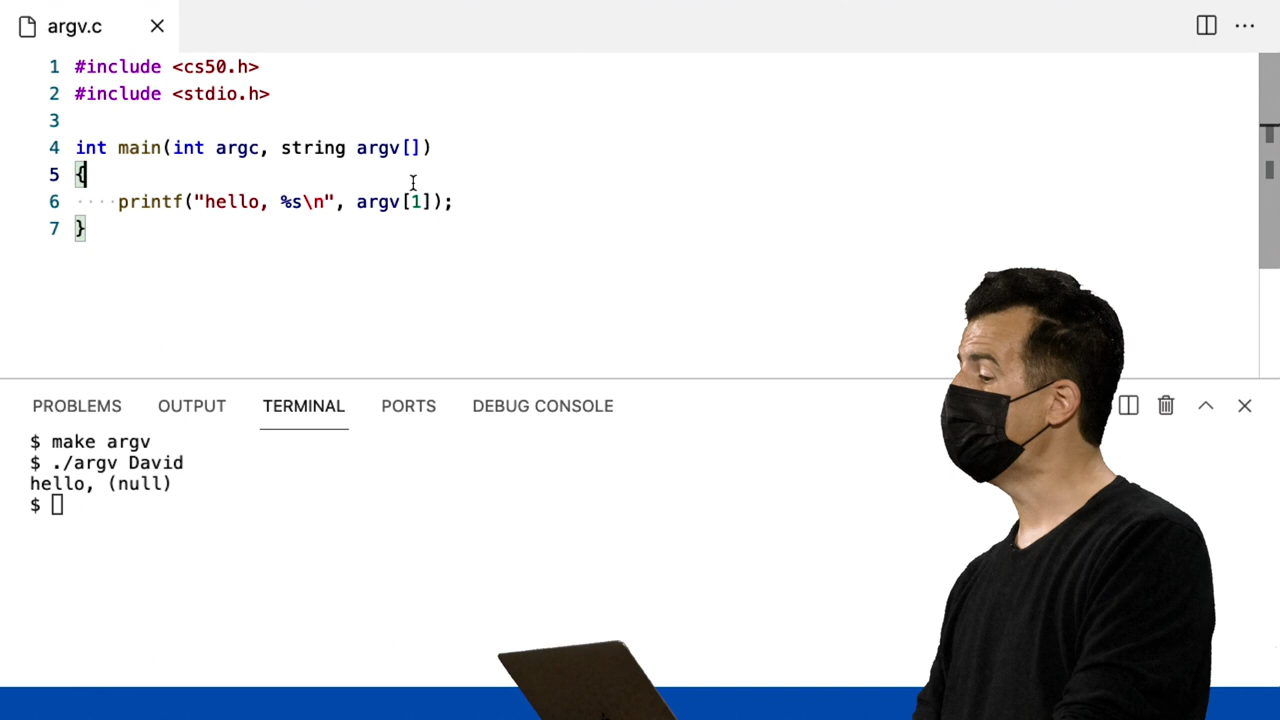 argv.c
1 #include <cs50.h>
2 #include <stdio.h>
3
4 int main(int argc, string argv[])
5 {
6 ····printf("hello, %s\n", argv[1]);
7 }
PROBLEMS OUTPUT TERMINAL PORTS DEBUG CONSOLE
$ make argv
$ ./argv David
hello, (null)
$